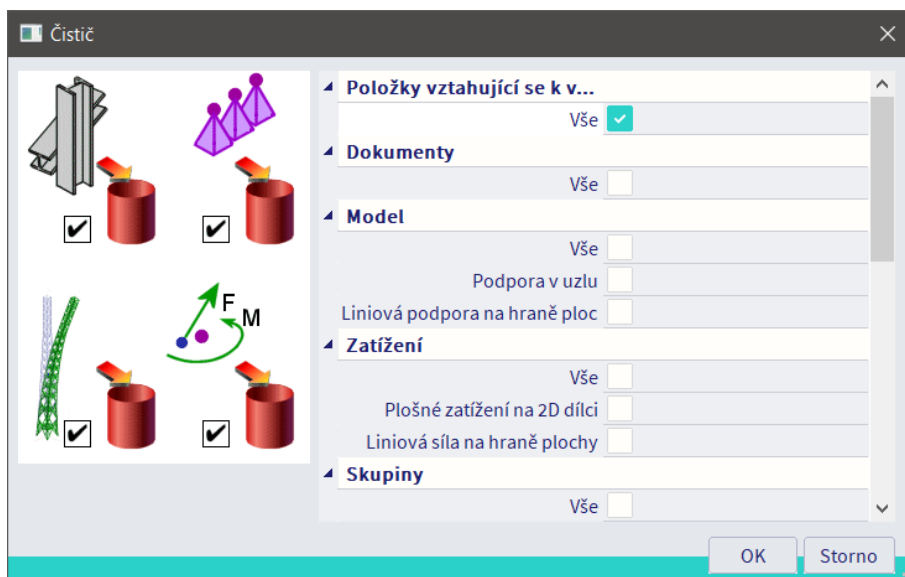 Čistič
F
M
Položky vztahující se k v...
Vše
Dokumenty
Vše
Model
Vše
Podpora v uzlu
Liniová podpora na hraně ploc
Zatížení
Vše
Plošné zatížení na 2D dílci
Liniová síla na hraně plochy
Skupiny
Vše
OK Storno